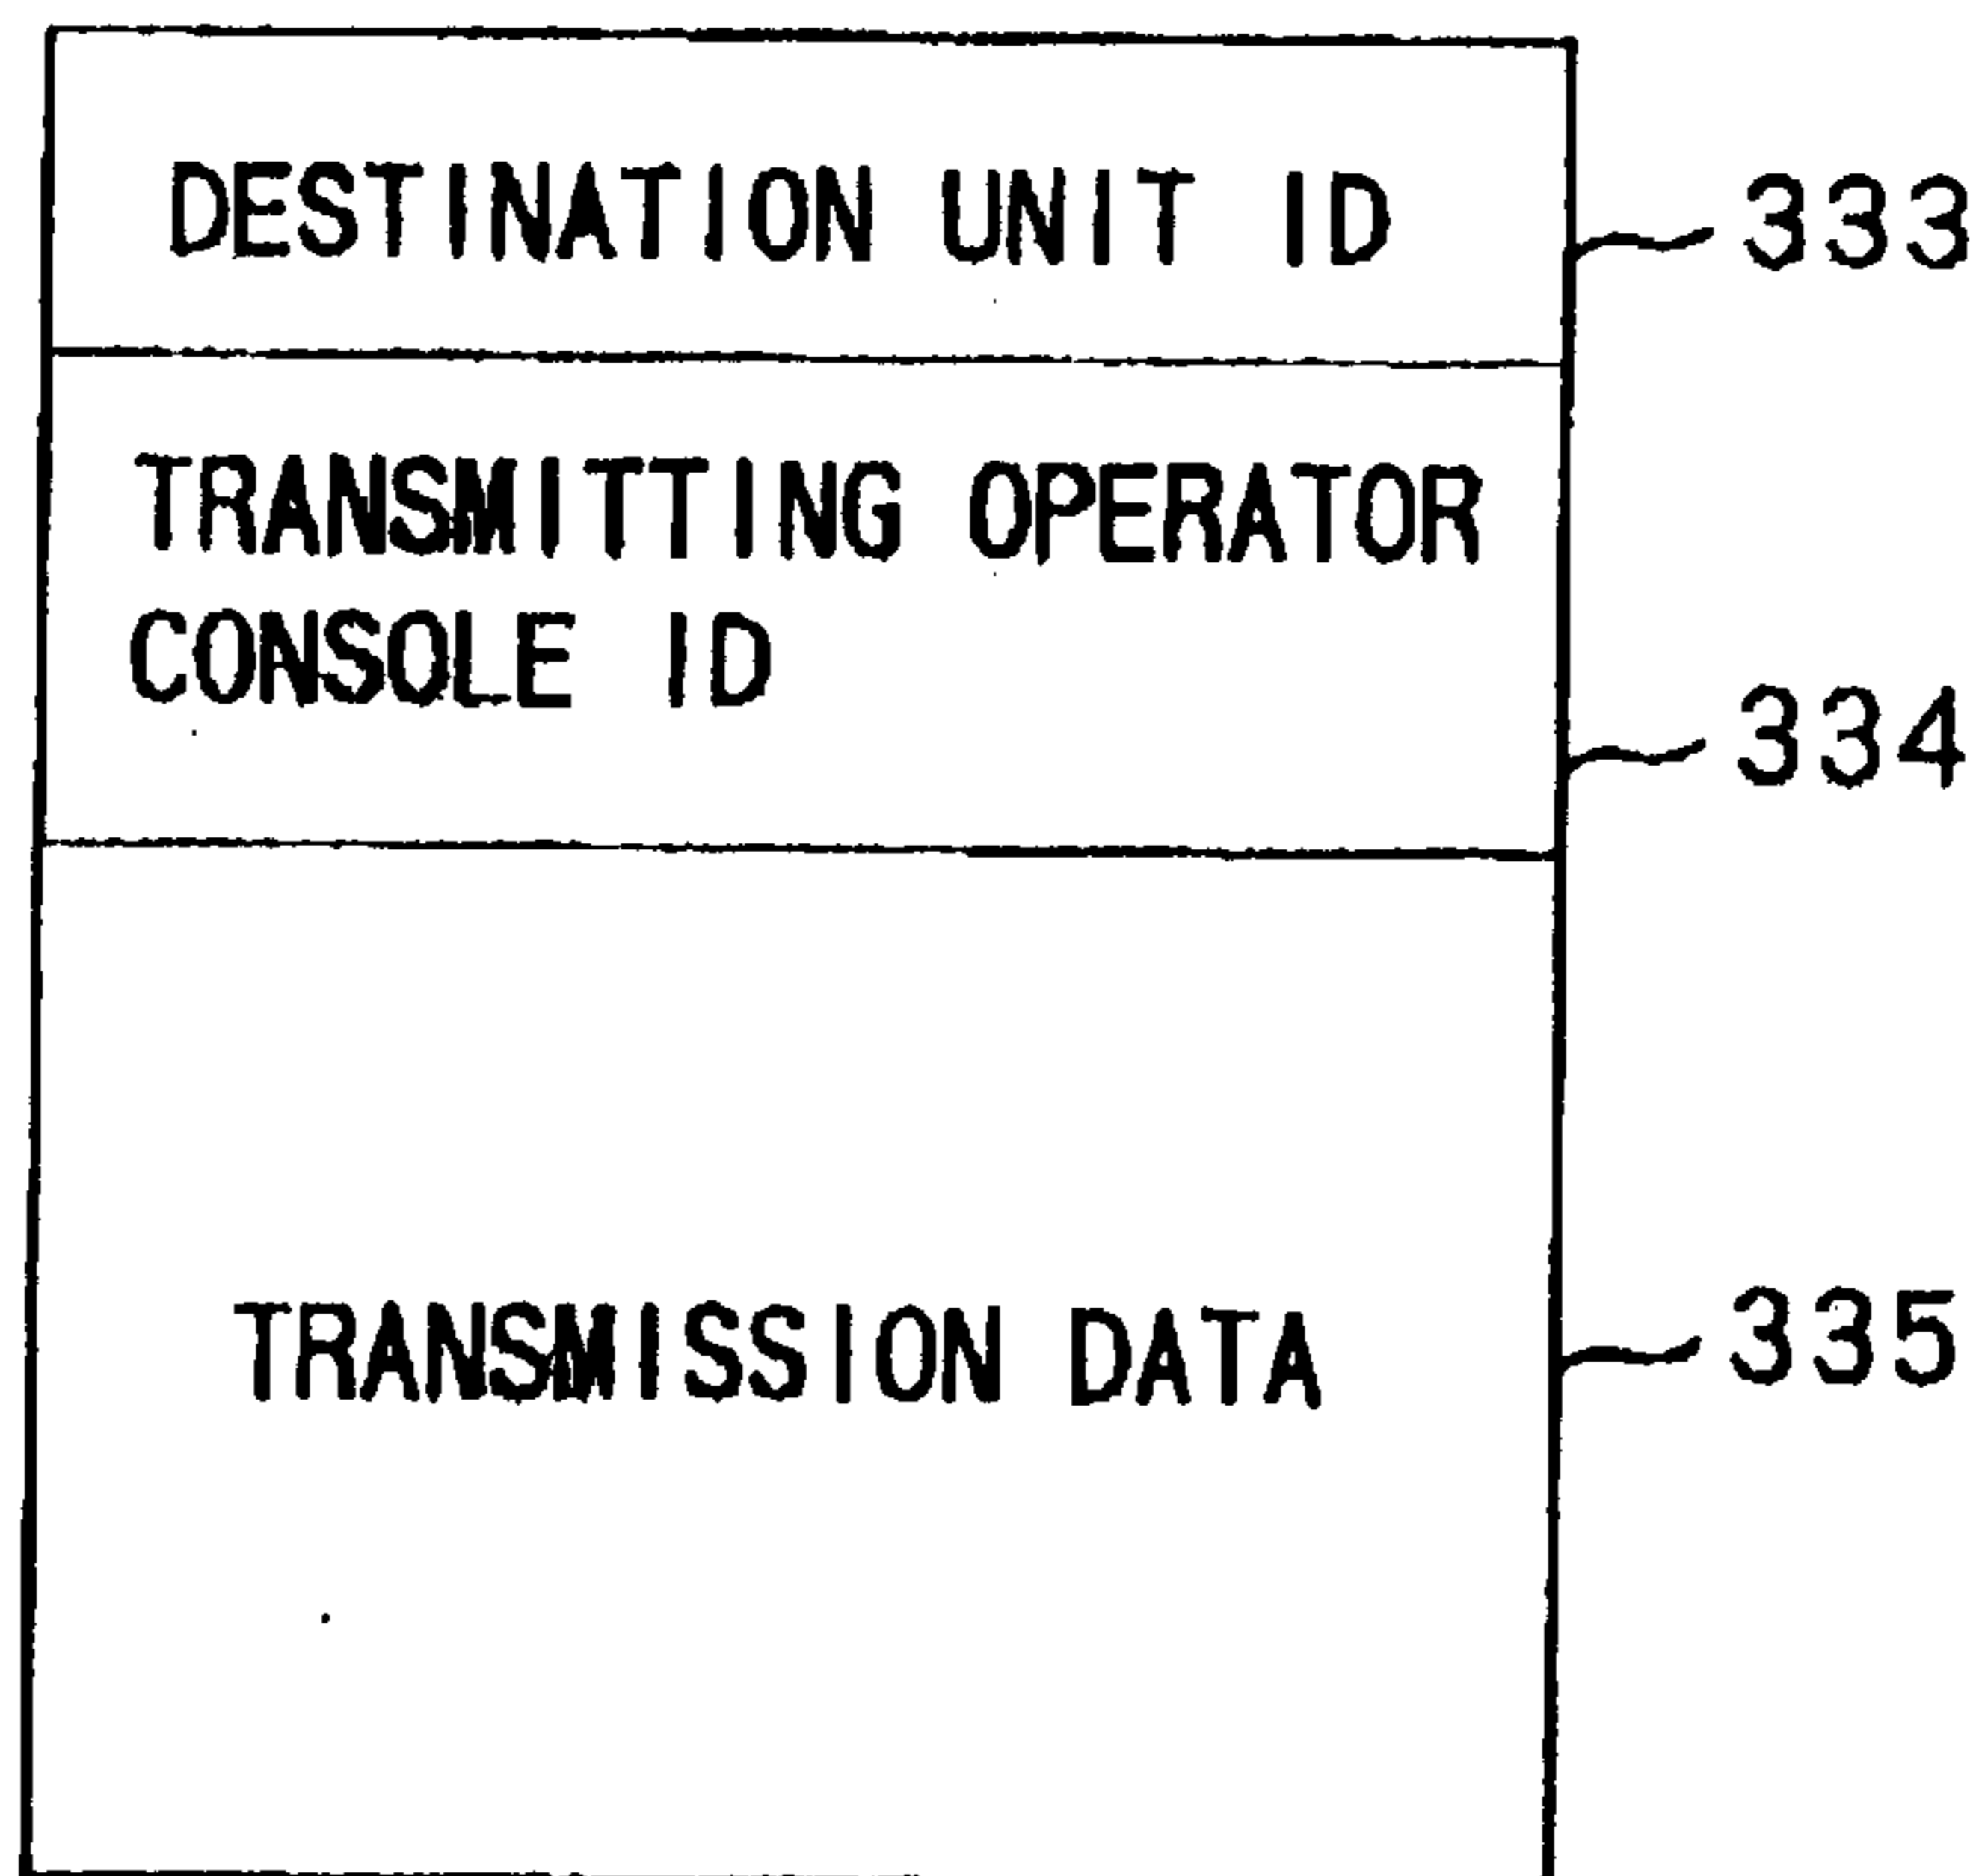 DESTINATION UNIT ID
333
TRANSMITTING OPERATOR
CONSOLE ID
334
TRANSMISSION DATA
335